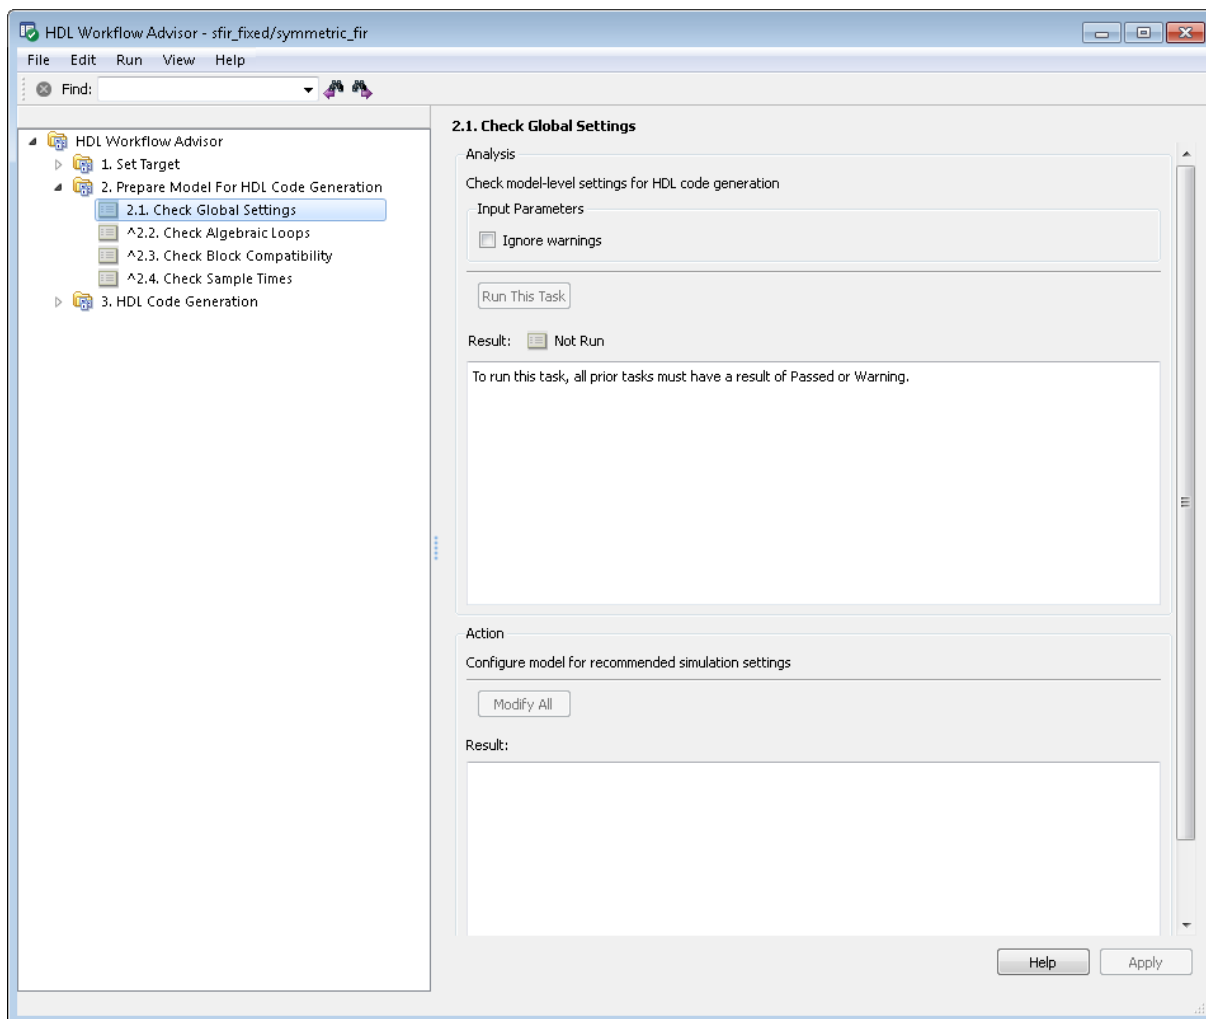 HDL Workflow Advisor - sfir_fixed/symmetric_fir
File Edit Run View Help
Find:
HDL Workflow Advisor
1. Set Target
2. Prepare Model For HDL Code Generation
2.1. Check Global Settings
^2.2. Check Algebraic Loops
^2.3. Check Block Compatibility
^2.4. Check Sample Times
3. HDL Code Generation
2.1. Check Global Settings
Analysis
Check model-level settings for HDL code generation
Input Parameters
Ignore warnings
Run This Task
Result: Not Run
To run this task, all prior tasks must have a result of Passed or Warning.
Action
Configure model for recommended simulation settings
Modify All
Result:
Help Apply